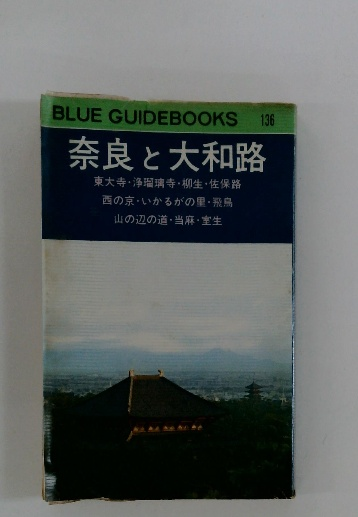 BLUE GUIDEBOOKS 136
奈良と大和路
東大寺・浄瑠璃寺・柳生・佐保路
西の京・いかるがの里・飛鳥
山の辺の道・当麻・室生